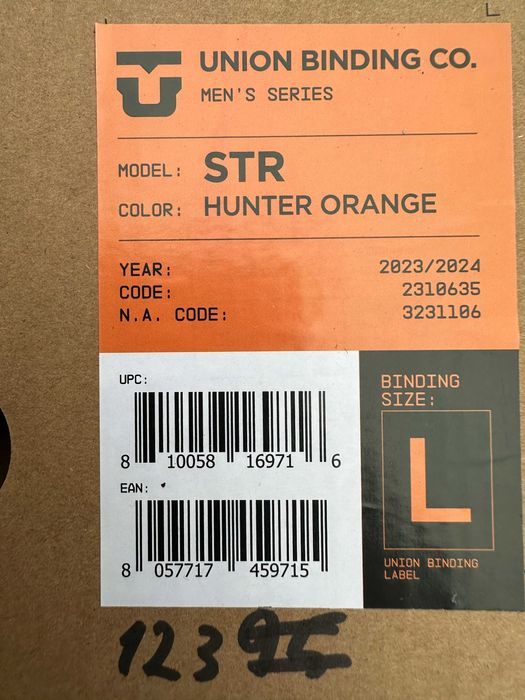 UNION BINDING CO.
MEN'S SERIES
MODEL: STR
COLOR: HUNTER ORANGE
YEAR: 2023/2024
CODE: 2310635
N.A. CODE: 3231106
UPC:
8 10058 16971 6
EAN:
8 057717 459715
BINDING
SIZE:
L
UNION BINDING
LABEL
123